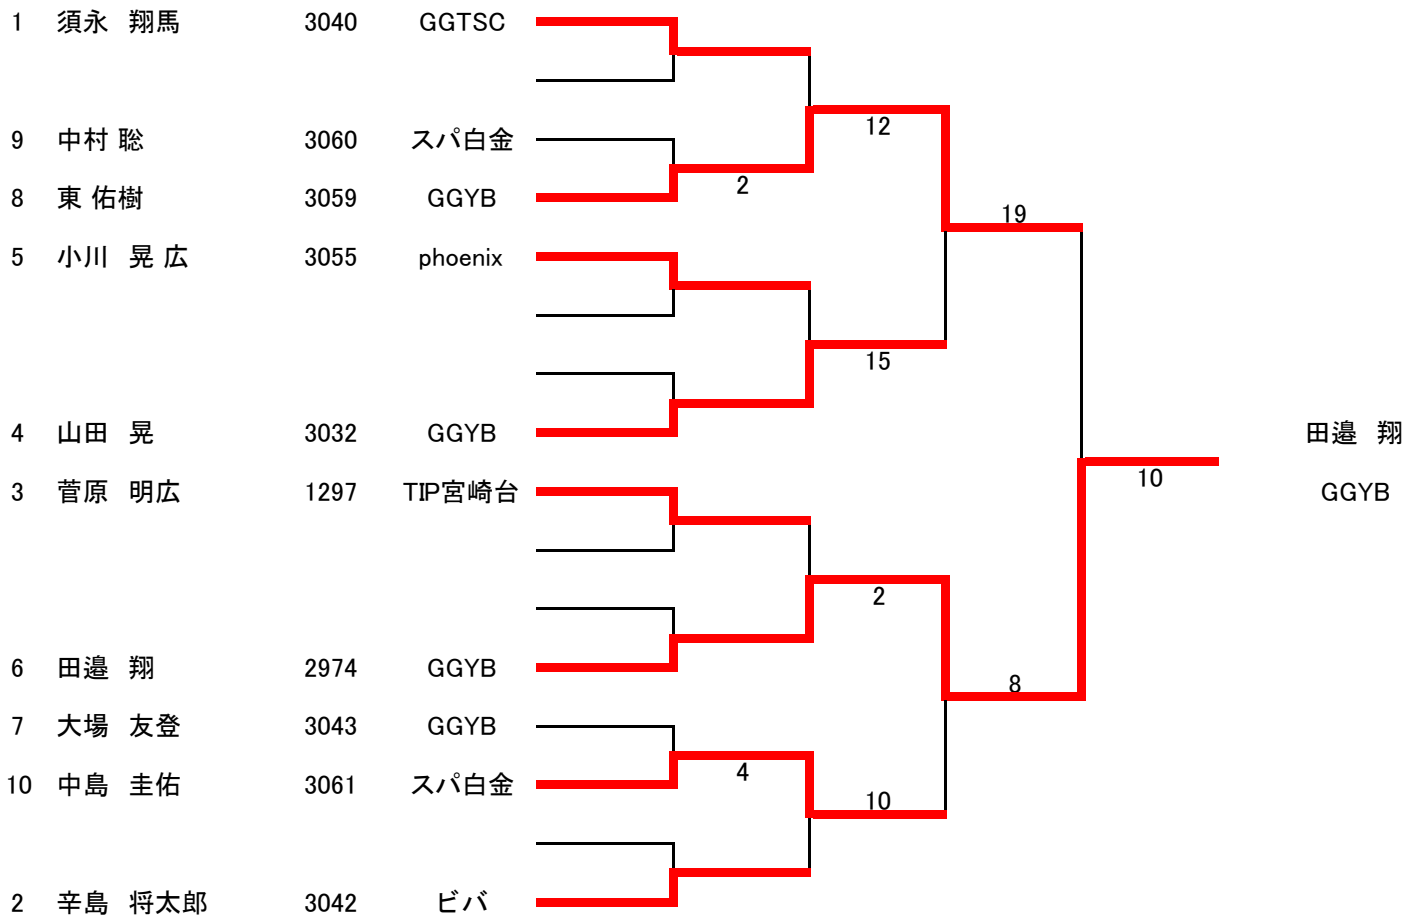 1 須永 翔馬 3040 GGTSC
12
9 中村 聡 3060 スパ白金
2
8 東 佑樹 3059 GGYB
19
5 小川 晃 広 3055 phoenix
15
4 山田 晃 3032 GGYB
田邉 翔
10
3 菅原 明広 1297 TIP宮崎台
GGYB
2
6 田邉 翔 2974 GGYB
8
7 大場 友登 3043 GGYB
4
10 中島 圭佑 3061 スパ白金
10
2 辛島 将太郎 3042 ビバ